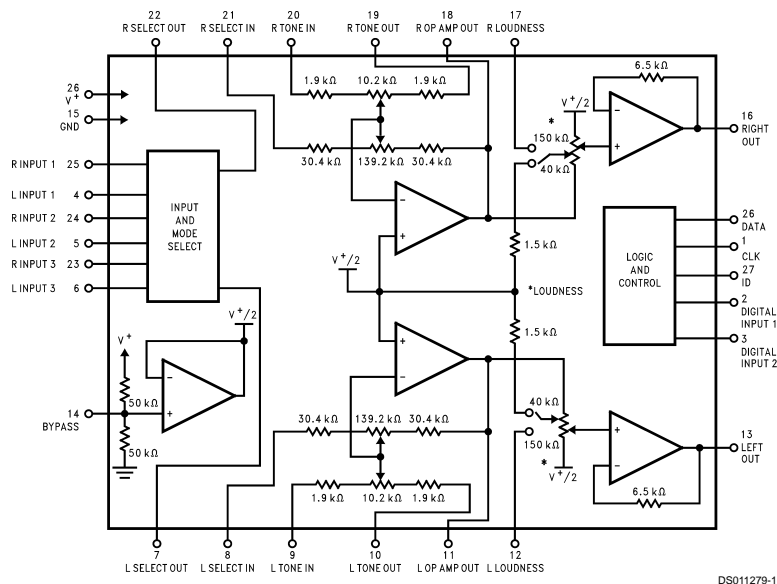 22
R SELECT OUT
21
R SELECT IN
20
R TONE IN
19
R TONE OUT
18
R OP AMP OUT
17
R LOUDNESS
26
V+
15
GND
1.9 kΩ
10.2 kΩ
1.9 kΩ
30.4 kΩ
139.2 kΩ
30.4 kΩ
6.5 kΩ
V+/2
*
150 kΩ
40 kΩ
16
RIGHT
OUT
R INPUT 1 25
L INPUT 1 4
R INPUT 2 24
L INPUT 2 5
R INPUT 3 23
L INPUT 3 6
INPUT
AND
MODE
SELECT
-
+
-
+
1.5 kΩ
V+/2
*LOUDNESS
1.5 kΩ
LOGIC
AND
CONTROL
26
DATA
1
CLK
27
ID
2
DIGITAL
INPUT 1
3
DIGITAL
INPUT 2
V+
V+/2
50 kΩ
14
BYPASS
50 kΩ
-
+
+
-
30.4 kΩ
139.2 kΩ
30.4 kΩ
1.9 kΩ
10.2 kΩ
1.9 kΩ
40 kΩ
150 kΩ
*
V+/2
+
-
6.5 kΩ
13
LEFT
OUT
7
L SELECT OUT
8
L SELECT IN
9
L TONE IN
10
L TONE OUT
11
L OP AMP OUT
12
L LOUDNESS
DS011279-1